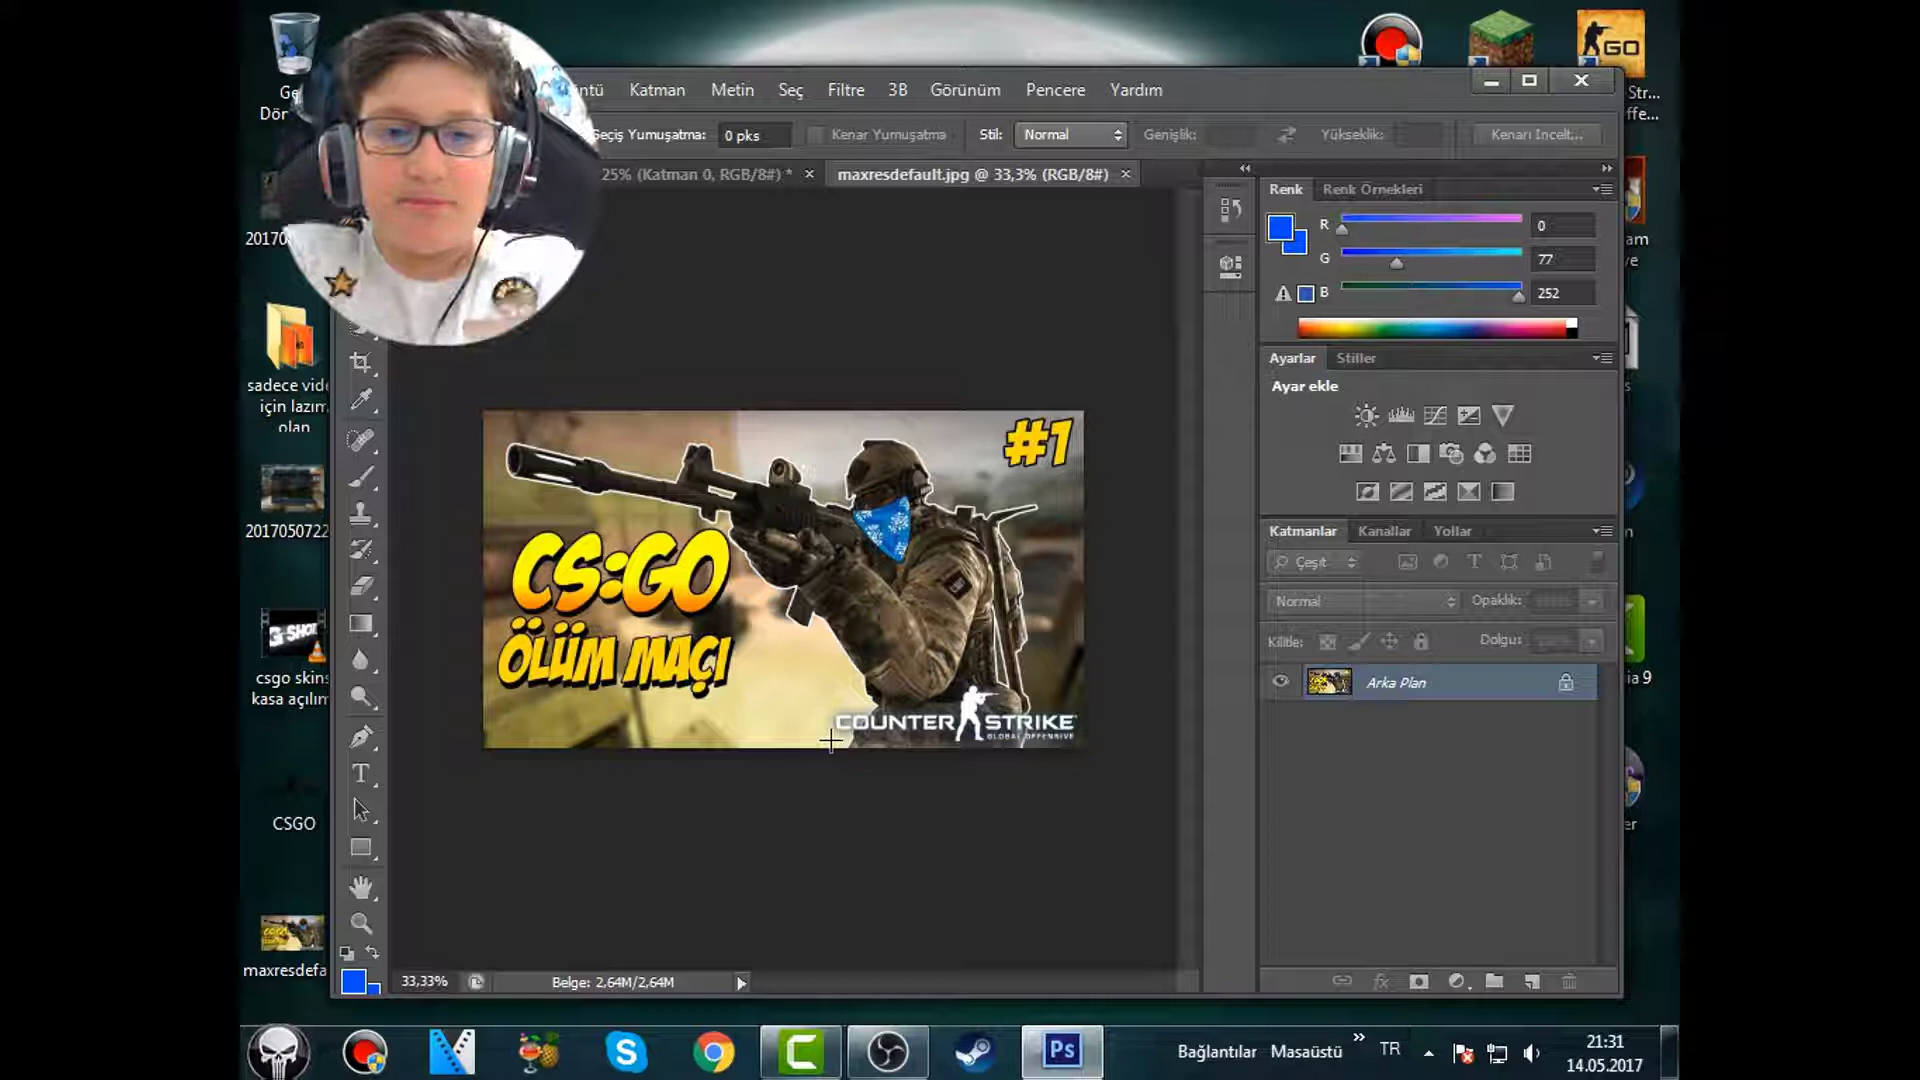 Katman Metin Seç Filtre 3B Görünüm Pencere Yardım
Geçiş Yumuşatma: 0 pks Kenar Yumuşatma Stil: Normal Genişlik: Yükseklik: Kenarı İncelt...
25% (Katman 0, RGB/8#) * × maxresdefault.jpg @ 33,3% (RGB/8#) ×
Renk Renk Örnekleri
R 0
G 77
B 252
Ayarlar Stiller
Ayar ekle
Katmanlar Kanallar Yollar
Çeşit
Normal Opaklık:
Kilitle: Dolgu:
Arka Plan
#1
CS:GO
ÖLÜM MAÇI
COUNTER STRIKE
GLOBAL OFFENSIVE
GO
sadece vid
için lazım
olan
2017050722
G SHOT
csgo skins
kasa açılım
CSGO
maxresdefa
33,33% Belge: 2,64M/2,64M
Ps
Bağlantılar Masaüstü » TR
21:31
14.05.2017